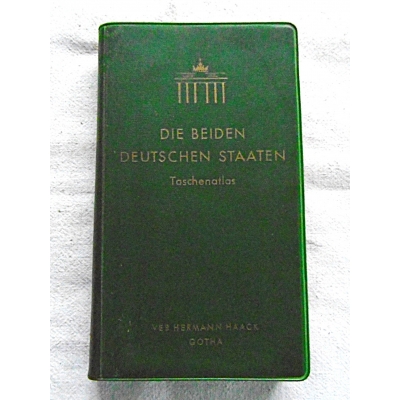 DIE BEIDEN
DEUTSCHEN STAATEN
Taschenatlas
VEB HERMANN HAACK
GOTHA